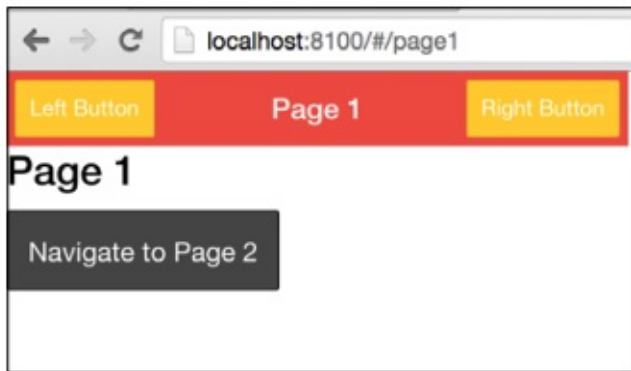 localhost:8100/#/page1
Left Button Page 1 Right Button
Page 1
Navigate to Page 2